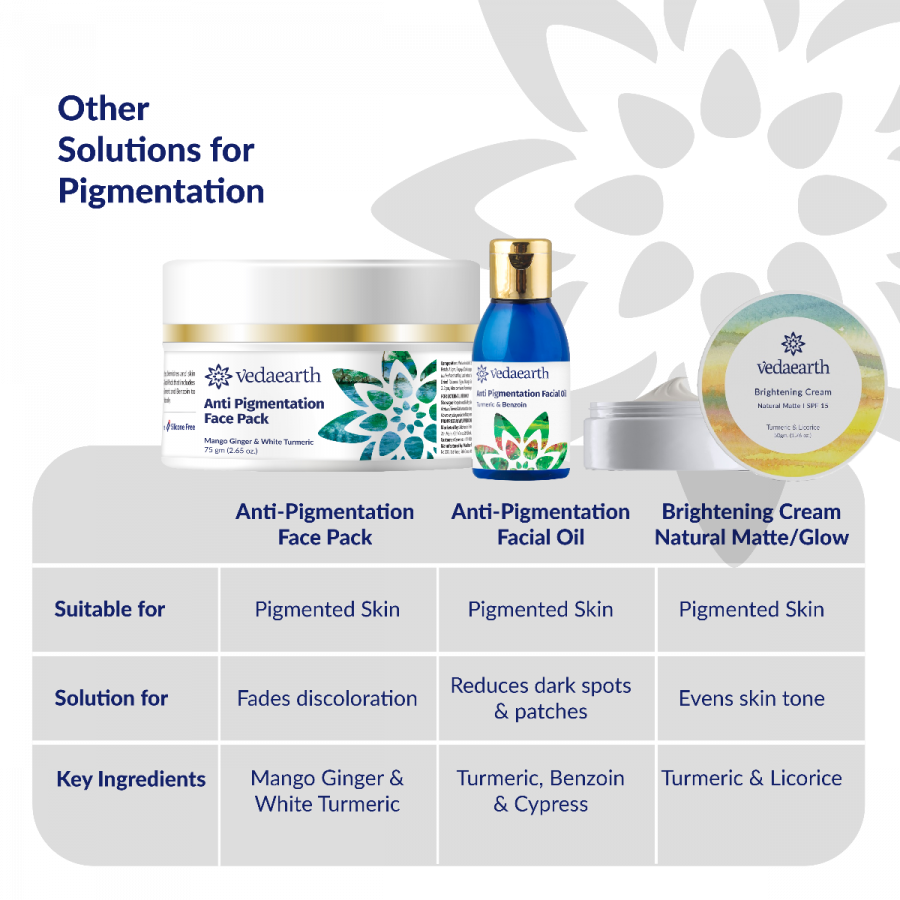 Other
Solutions for
Pigmentation
vedaearth
Anti Pigmentation
Face Pack
Mango Ginger & White Turmeric
75 gm (2.65 oz.)
Silicone Free
vedaearth
Anti Pigmentation Facial Oil
Turmeric & Benzoin
vedaearth
Brightening Cream
Natural Matte | SPF 15
Turmeric & Licorice
Anti-Pigmentation Anti-Pigmentation Brightening Cream
Face Pack Facial Oil Natural Matte/Glow
Suitable for Pigmented Skin Pigmented Skin Pigmented Skin
Solution for Fades discoloration Reduces dark spots & patches Evens skin tone
Key Ingredients Mango Ginger & White Turmeric Turmeric, Benzoin & Cypress Turmeric & Licorice